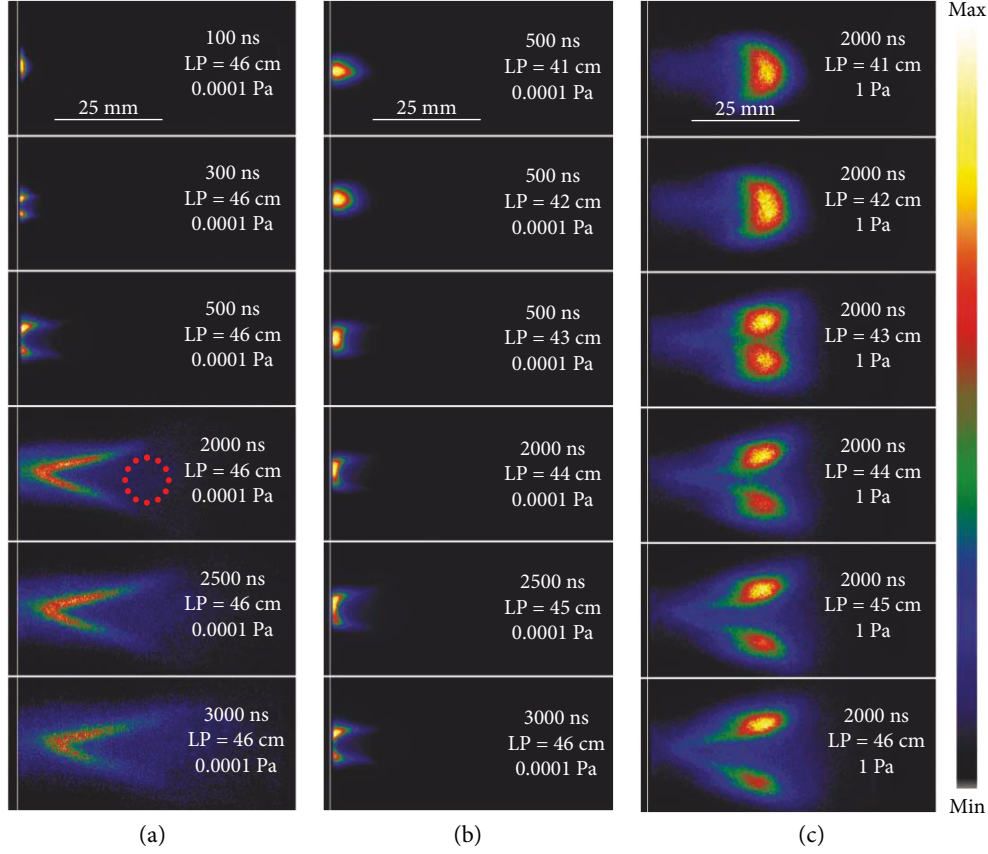 100 ns
LP = 46 cm
0.0001 Pa
25 mm
300 ns
LP = 46 cm
0.0001 Pa
500 ns
LP = 46 cm
0.0001 Pa
2000 ns
LP = 46 cm
0.0001 Pa
2500 ns
LP = 46 cm
0.0001 Pa
3000 ns
LP = 46 cm
0.0001 Pa
(a)
500 ns
LP = 41 cm
0.0001 Pa
25 mm
500 ns
LP = 42 cm
0.0001 Pa
500 ns
LP = 43 cm
0.0001 Pa
2000 ns
LP = 44 cm
0.0001 Pa
2500 ns
LP = 45 cm
0.0001 Pa
3000 ns
LP = 46 cm
0.0001 Pa
(b)
2000 ns
LP = 41 cm
1 Pa
25 mm
2000 ns
LP = 42 cm
1 Pa
2000 ns
LP = 43 cm
1 Pa
2000 ns
LP = 44 cm
1 Pa
2000 ns
LP = 45 cm
1 Pa
2000 ns
LP = 46 cm
1 Pa
(c)
Max
Min